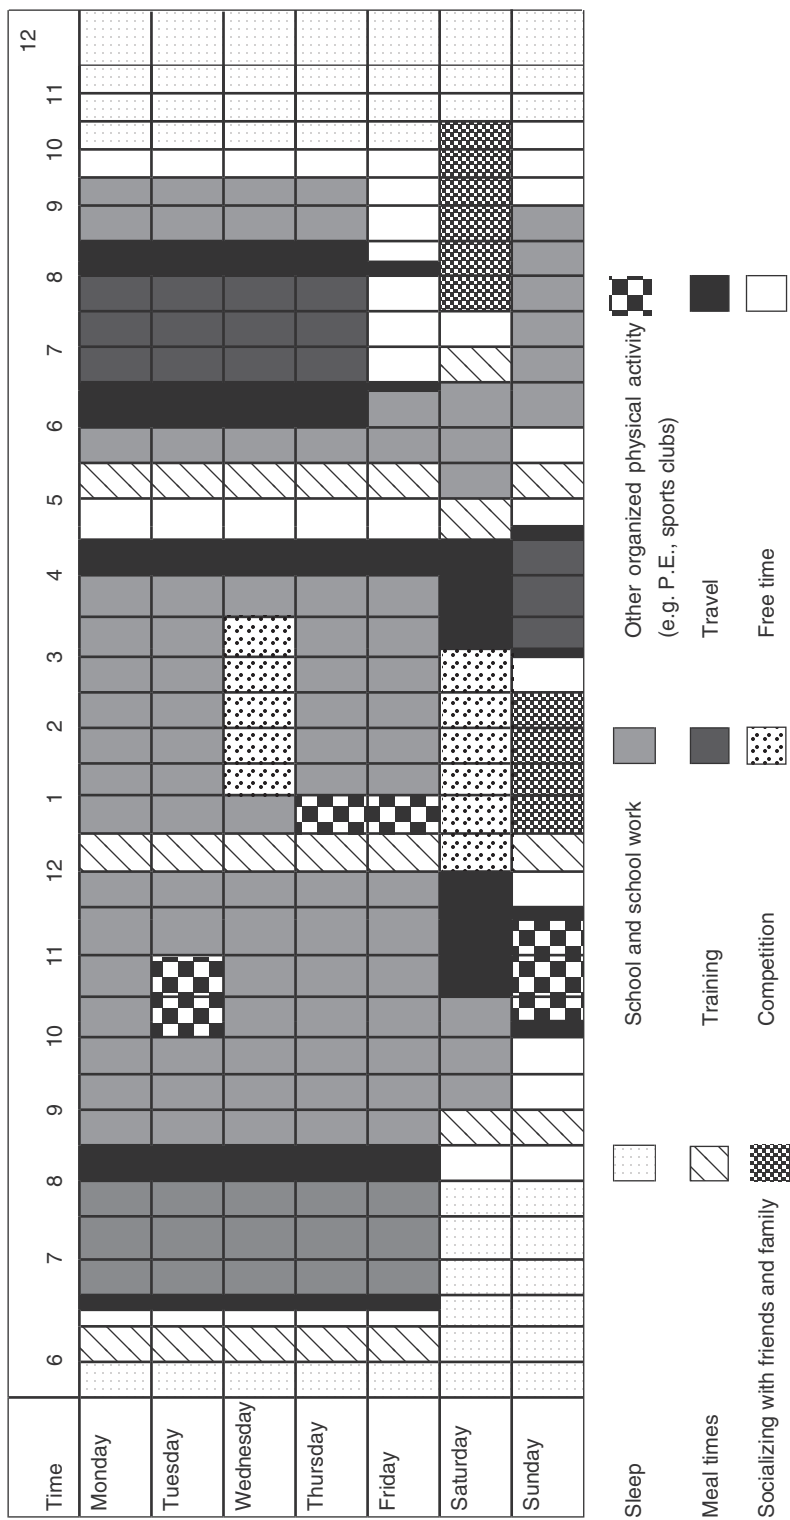 Time 6 7 8 9 10 11 12 1 2 3 4 5 6 7 8 9 10 11 12
Monday
Tuesday
Wednesday
Thursday
Friday
Saturday
Sunday
Sleep
School and school work
Other organized physical activity
(e.g. P.E., sports clubs)
Meal times
Training
Travel
Socializing with friends and family
Competition
Free time